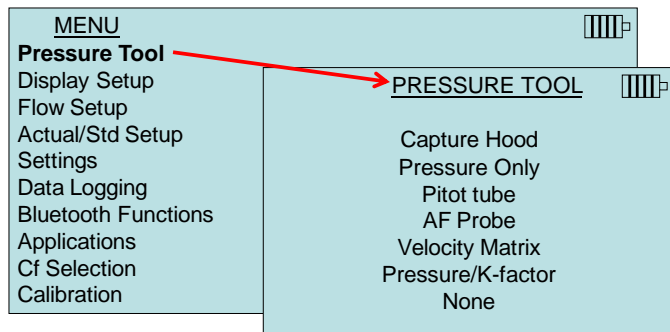 MENU
Pressure Tool
Display Setup
Flow Setup
Actual/Std Setup
Settings
Data Logging
Bluetooth Functions
Applications
Cf Selection
Calibration
PRESSURE TOOL
Capture Hood
Pressure Only
Pitot tube
AF Probe
Velocity Matrix
Pressure/K-factor
None